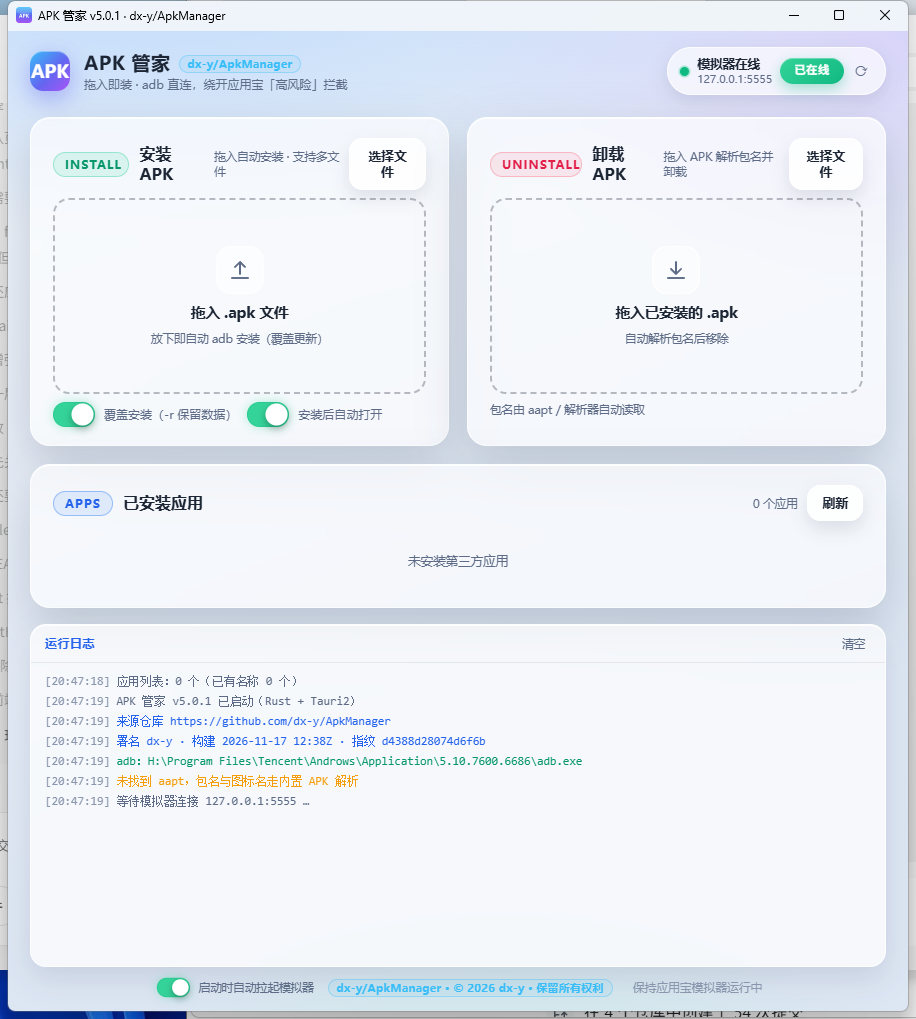 APK 管家 v5.0.1 · dx-y/ApkManager
APK
APK 管家 dx-y/ApkManager
拖入即装 · adb 直连，绕开应用宝「高风险」拦截
模拟器在线
127.0.0.1:5555
已在线
INSTALL
安装
APK
拖入自动安装 · 支持多文
件
选择文
件
拖入 .apk 文件
放下即自动 adb 安装（覆盖更新）
覆盖安装（-r 保留数据）
安装后自动打开
UNINSTALL
卸载
APK
拖入 APK 解析包名并
卸载
选择文
件
拖入已安装的 .apk
自动解析包名后移除
包名由 aapt / 解析器自动读取
APPS 已安装应用
0 个应用 刷新
未安装第三方应用
运行日志 清空
[20:47:18] 应用列表: 0 个（已有名称 0 个）
[20:47:19] APK 管家 v5.0.1 已启动（Rust + Tauri2）
[20:47:19] 来源仓库 https://github.com/dx-y/ApkManager
[20:47:19] 署名 dx-y · 构建 2026-11-17 12:38Z · 指纹 d4388d28074d6f6b
[20:47:19] adb: H:\Program Files\Tencent\Androws\Application\5.10.7600.6686\adb.exe
[20:47:19] 未找到 aapt，包名与图标名走内置 APK 解析
[20:47:19] 等待模拟器连接 127.0.0.1:5555 …
启动时自动拉起模拟器 dx-y/ApkManager • © 2026 dx-y • 保留所有权利 保持应用宝模拟器运行中